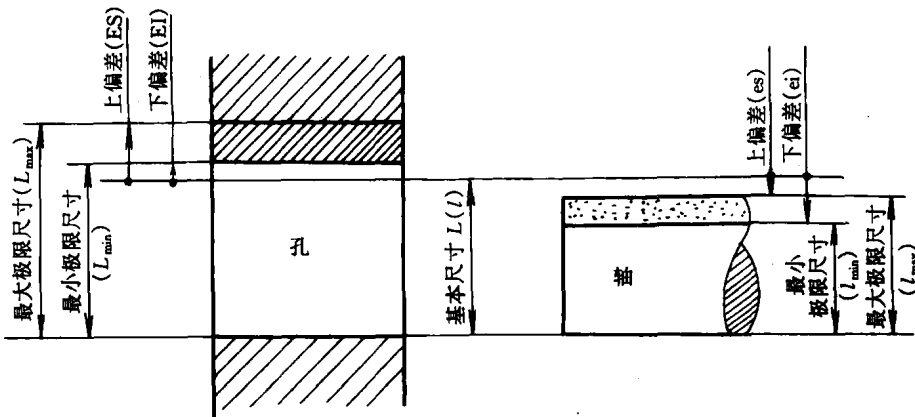 最大极限尺寸(Lmax)
最小极限尺寸
(Lmin)
上偏差(ES)
下偏差(EI)
孔
基本尺寸 L(l)
轴
上偏差(es)
下偏差(ei)
最小
极限尺寸
(lmin)
最大极限尺寸
(lmax)